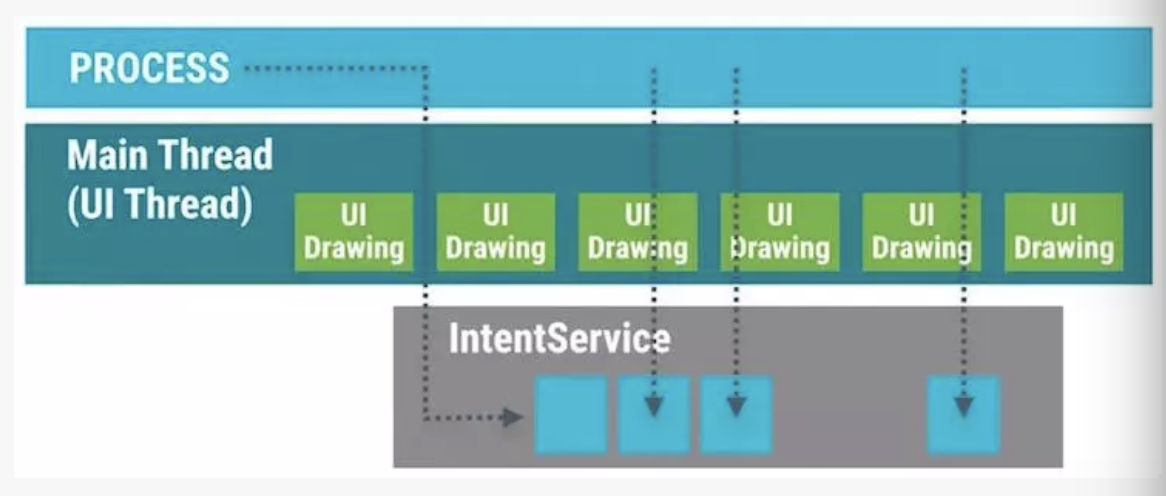 PROCESS
Main Thread
(UI Thread)
UI
Drawing
UI
Drawing
UI
Drawing
UI
Drawing
UI
Drawing
UI
Drawing
IntentService